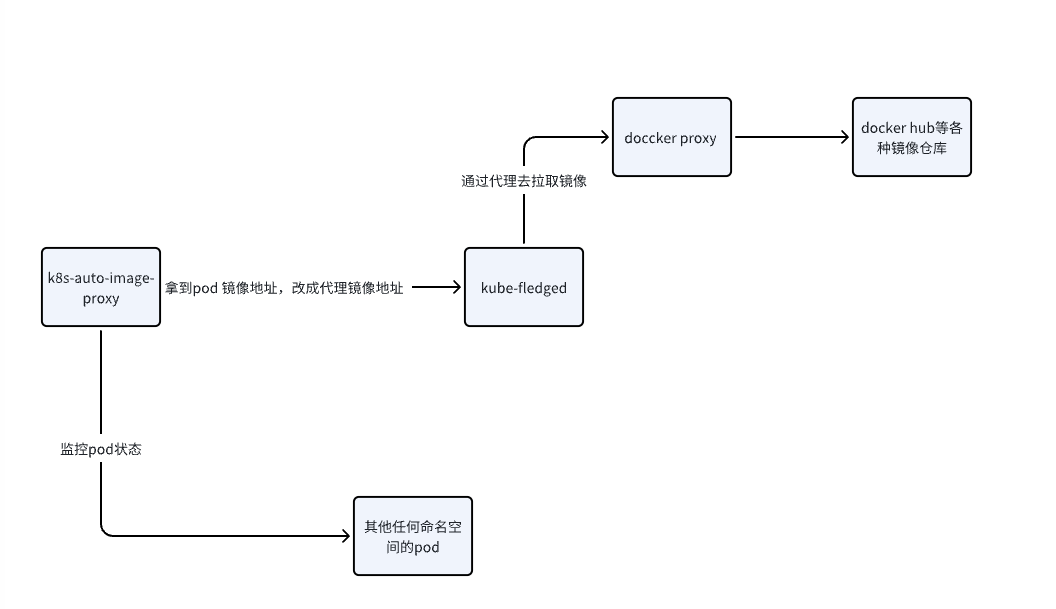 doccker proxy
docker hub等各
种镜像仓库
通过代理去拉取镜像
k8s-auto-image-
proxy
拿到pod 镜像地址，改成代理镜像地址
kube-fledged
监控pod状态
其他任何命名空
间的pod